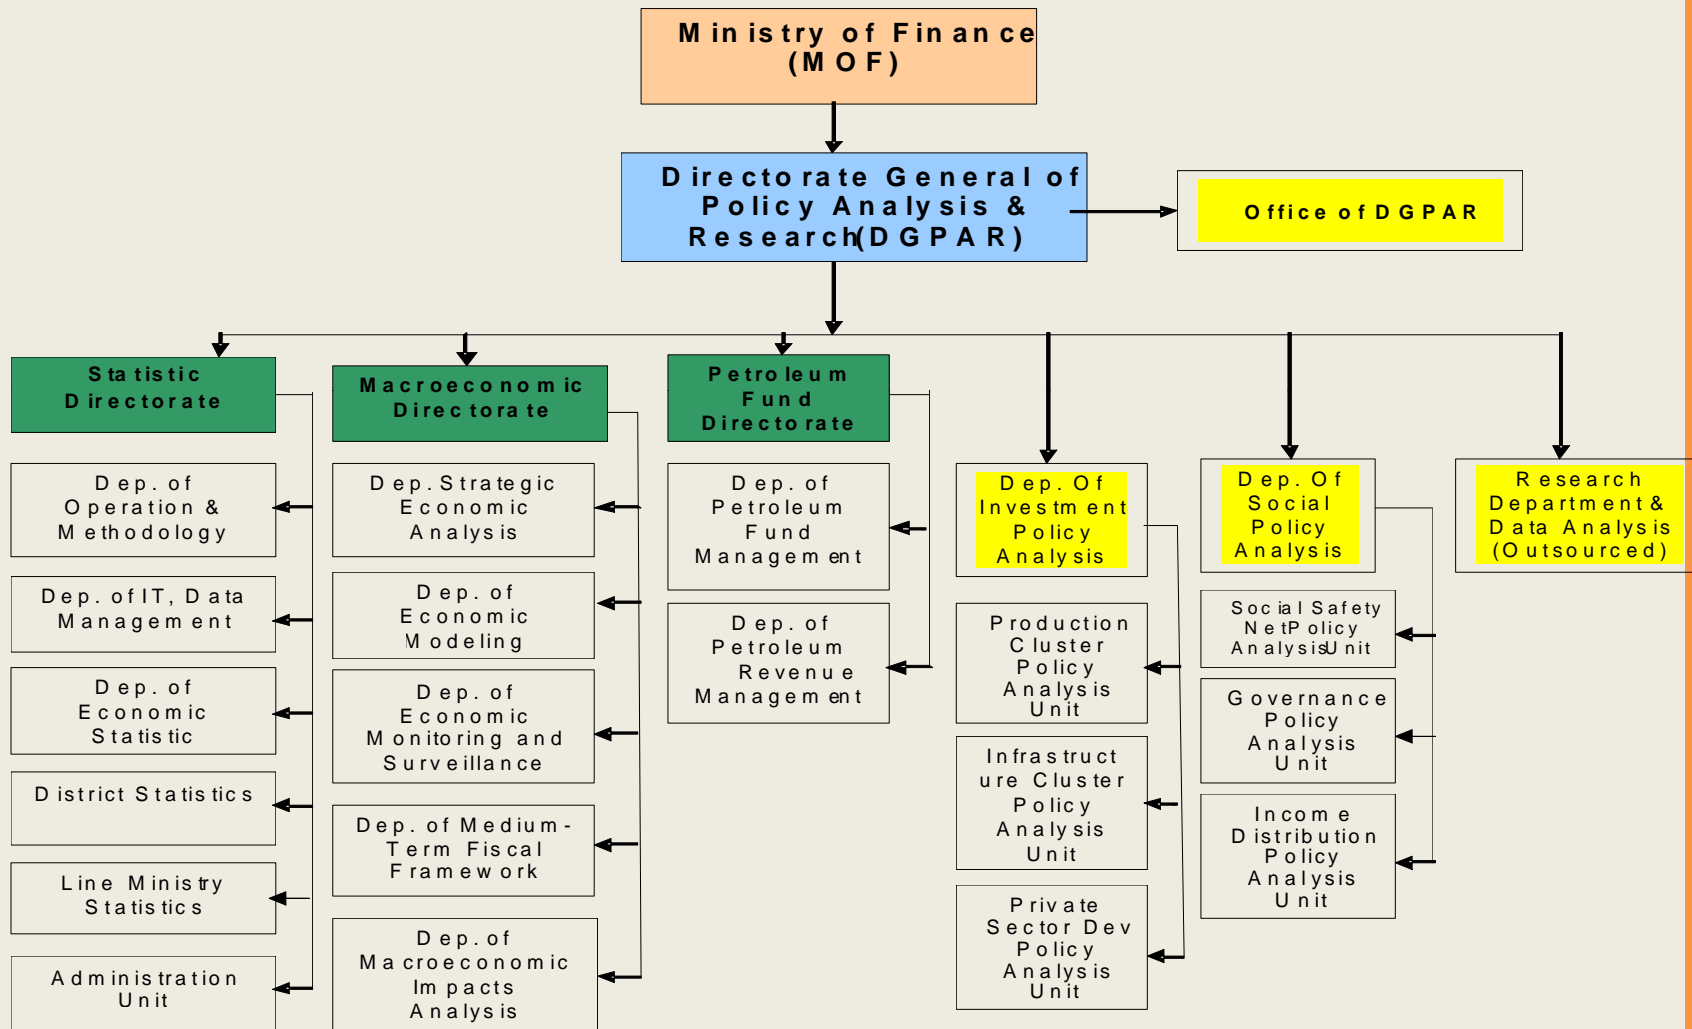 Ministry of Finance
(MOF)
Directorate General of
Policy Analysis &
Research(DGPAR)
Office of DGPAR
Statistic
Directorate
Dep. of
Operation &
Methodology
Dep. of IT, Data
Management
Dep. of
Economic
Statistic
District Statistics
Line Ministry
Statistics
Administration
Unit
Macroeconomic
Directorate
Dep. Strategic
Economic
Analysis
Dep. of
Economic
Modeling
Dep. of
Economic
Monitoring and
Surveillance
Dep. of Medium-
Term Fiscal
Framework
Dep. of
Macroeconomic
Impacts
Analysis
Petroleum
Fund
Directorate
Dep. of
Petroleum
Fund
Management
Dep. of
Petroleum
Revenue
Management
Dep. Of
Investment
Policy
Analysis
Production
Cluster
Policy
Analysis
Unit
Infrastruct
ure Cluster
Policy
Analysis
Unit
Private
Sector Dev
Policy
Analysis
Unit
Dep. Of
Social
Policy
Analysis
Social Safety
Net Policy
Analysis Unit
Governance
Policy
Analysis
Unit
Income
Distribution
Policy
Analysis
Unit
Research
Department &
Data Analysis
(Outsourced)